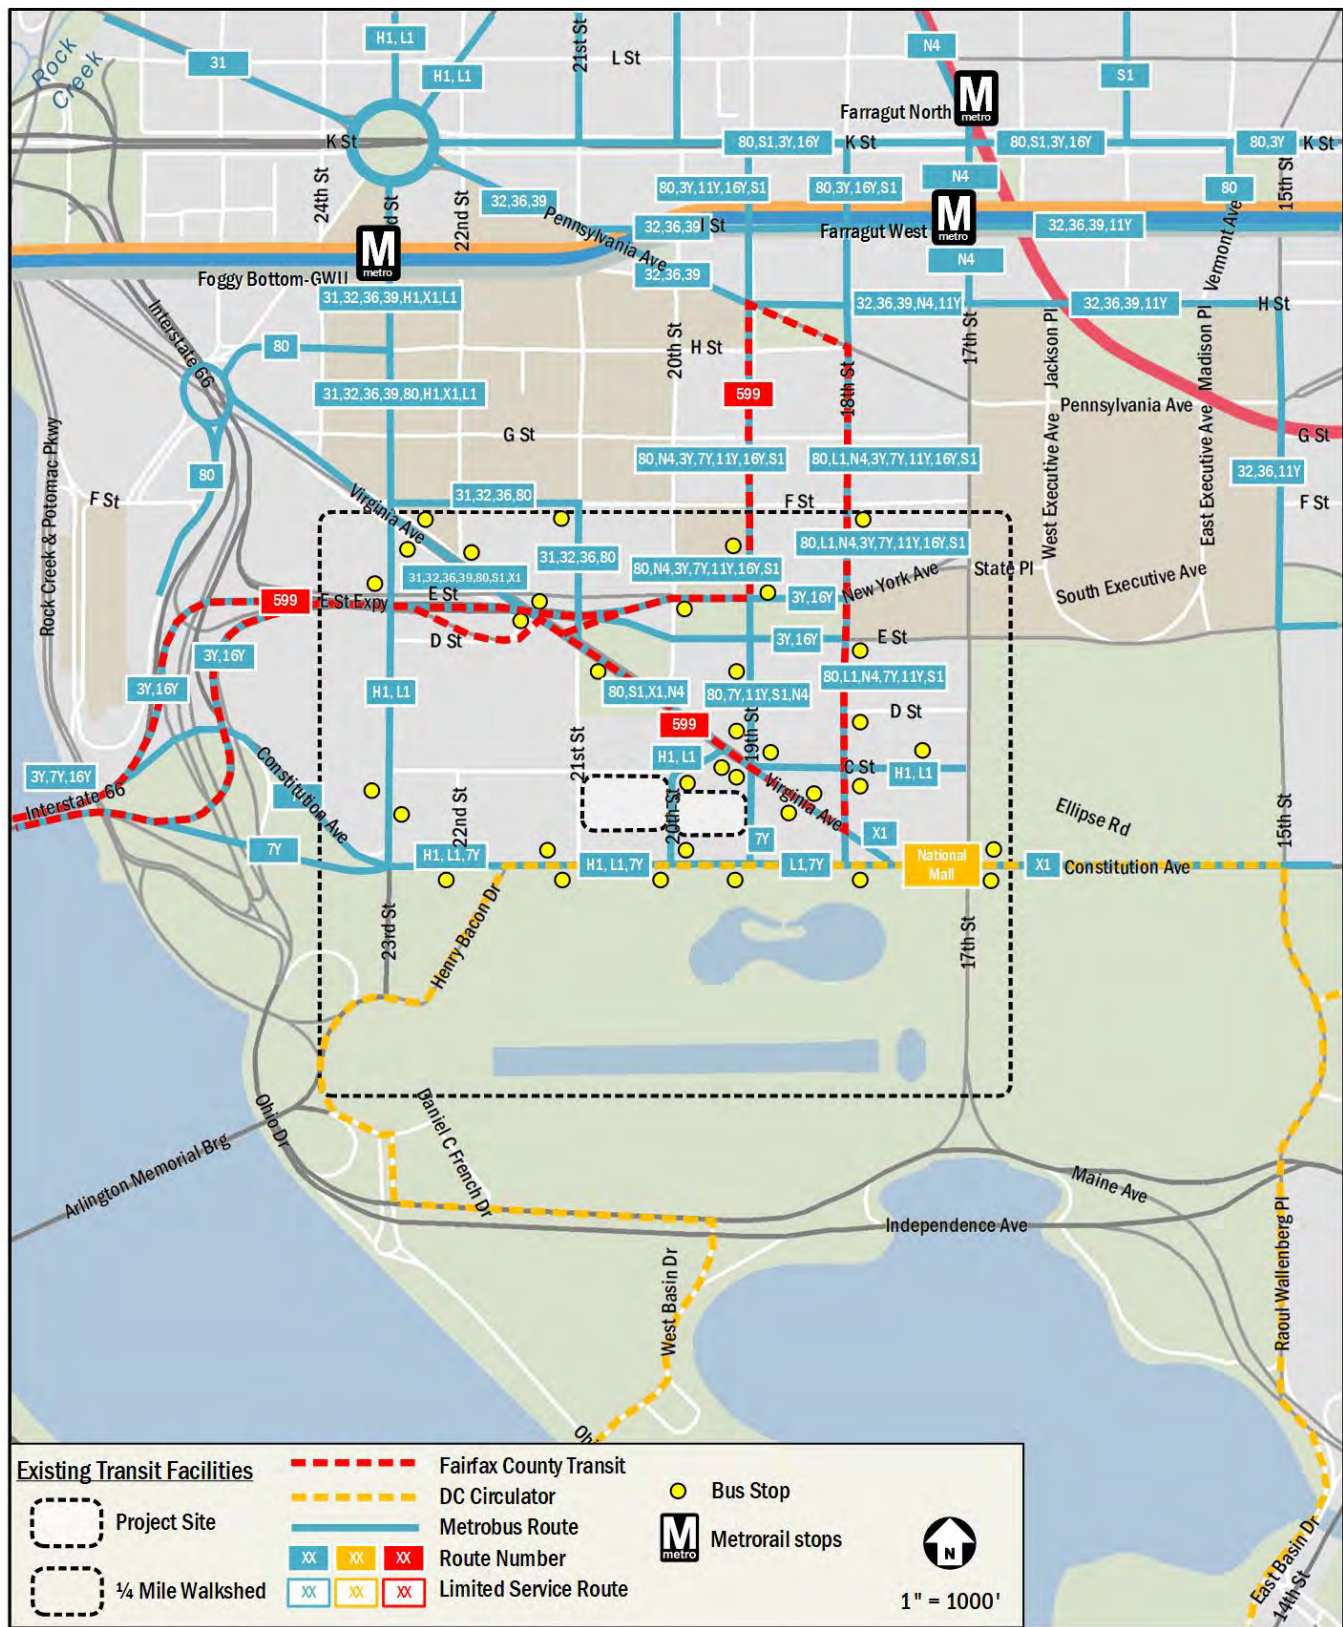 Rock
Creek
31
H1, L1
H1, L1
21st St
L St
N4
S1
M
metro
Farragut North
K St
80,S1,3Y,16Y
K St
80,S1,3Y,16Y
80,3Y
K St
24th St
22nd St
32,36,39
80,3Y,11Y,16Y,S1
80,3Y,16Y,S1
N4
80
15th St
Pennsylvania Ave
32,36,39
I St
Farragut West
M
metro
32,36,39,11Y
Vermont Ave
M
metro
Foggy Bottom-GWU
32,36,39
N4
31,32,36,39,H1,X1,L1
32,36,39,N4,11Y
32,36,39,11Y
H St
Interstate 66
80
20th St
H St
18th St
17th St
Jackson Pl
Madison Pl
31,32,36,39,80,H1,X1,L1
599
Pennsylvania Ave
G St
G St
Rock Creek & Potomac Pkwy
80
80,N4,3Y,7Y,11Y,16Y,S1
80,L1,N4,3Y,7Y,11Y,16Y,S1
West Executive Ave
East Executive Ave
32,36,11Y
F St
Virginia Ave
31,32,36,80
F St
F St
31,32,36,80
80,L1,N4,3Y,7Y,11Y,16Y,S1
31,32,36,39,80,S1,X1
80,N4,3Y,7Y,11Y,16Y,S1
State Pl
South Executive Ave
599
E St Expy
E St
3Y,16Y
New York Ave
D St
3Y,16Y
E St
3Y,16Y
3Y,16Y
H1, L1
80,S1,X1,N4
80,7Y,11Y,S1,N4
80,L1,N4,7Y,11Y,S1
599
19th St
D St
21st St
H1, L1
C St
H1, L1
3Y,7Y,16Y
Interstate 66
Constitution Ave
22nd St
20th St
Virginia Ave
Ellipse Rd
15th St
7Y
H1, L1,7Y
H1, L1,7Y
7Y
L1,7Y
X1
National
Mall
X1
Constitution Ave
23rd St
Henry Bacon Dr
17th St
Ohio Dr
Daniel C French Dr
Arlington Memorial Brg
Maine Ave
Independence Ave
West Basin Dr
Raoul Wallenberg Pl
Existing Transit Facilities
Project Site
¼ Mile Walkshed
Fairfax County Transit
DC Circulator
Metrobus Route
XX XX XX Route Number
XX XX XX Limited Service Route
Bus Stop
M
metro
Metrorail stops
N
1" = 1000'
East Basin Dr
14th St